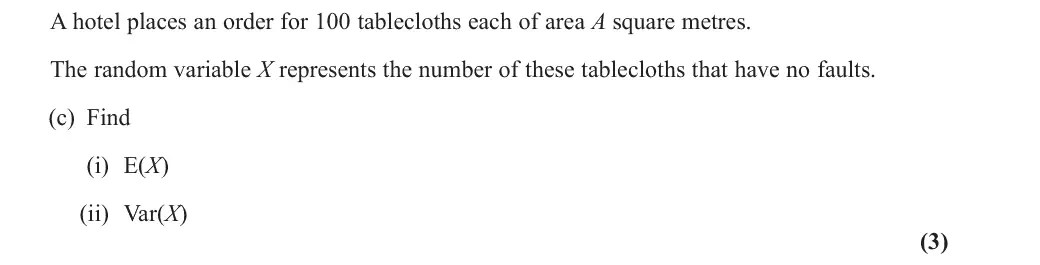 A hotel places an order for 100 tablecloths each of area A square metres.
The random variable X represents the number of these tablecloths that have no faults.
(c) Find
(i) E(X)
(ii) Var(X)
(3)